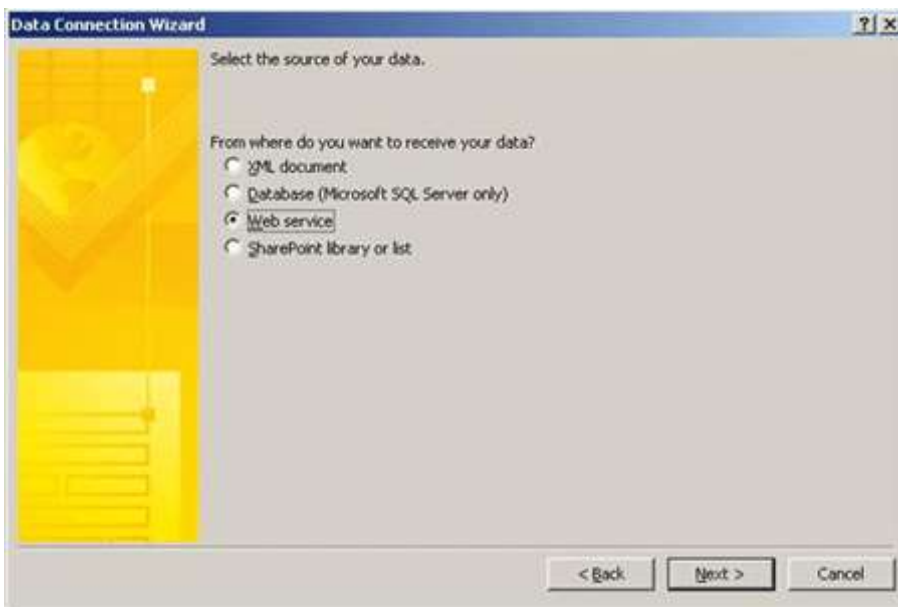 Data Connection Wizard
Select the source of your data.
From where do you want to receive your data?
XML document
Database (Microsoft SQL Server only)
Web service
SharePoint library or list
< Back Next > Cancel